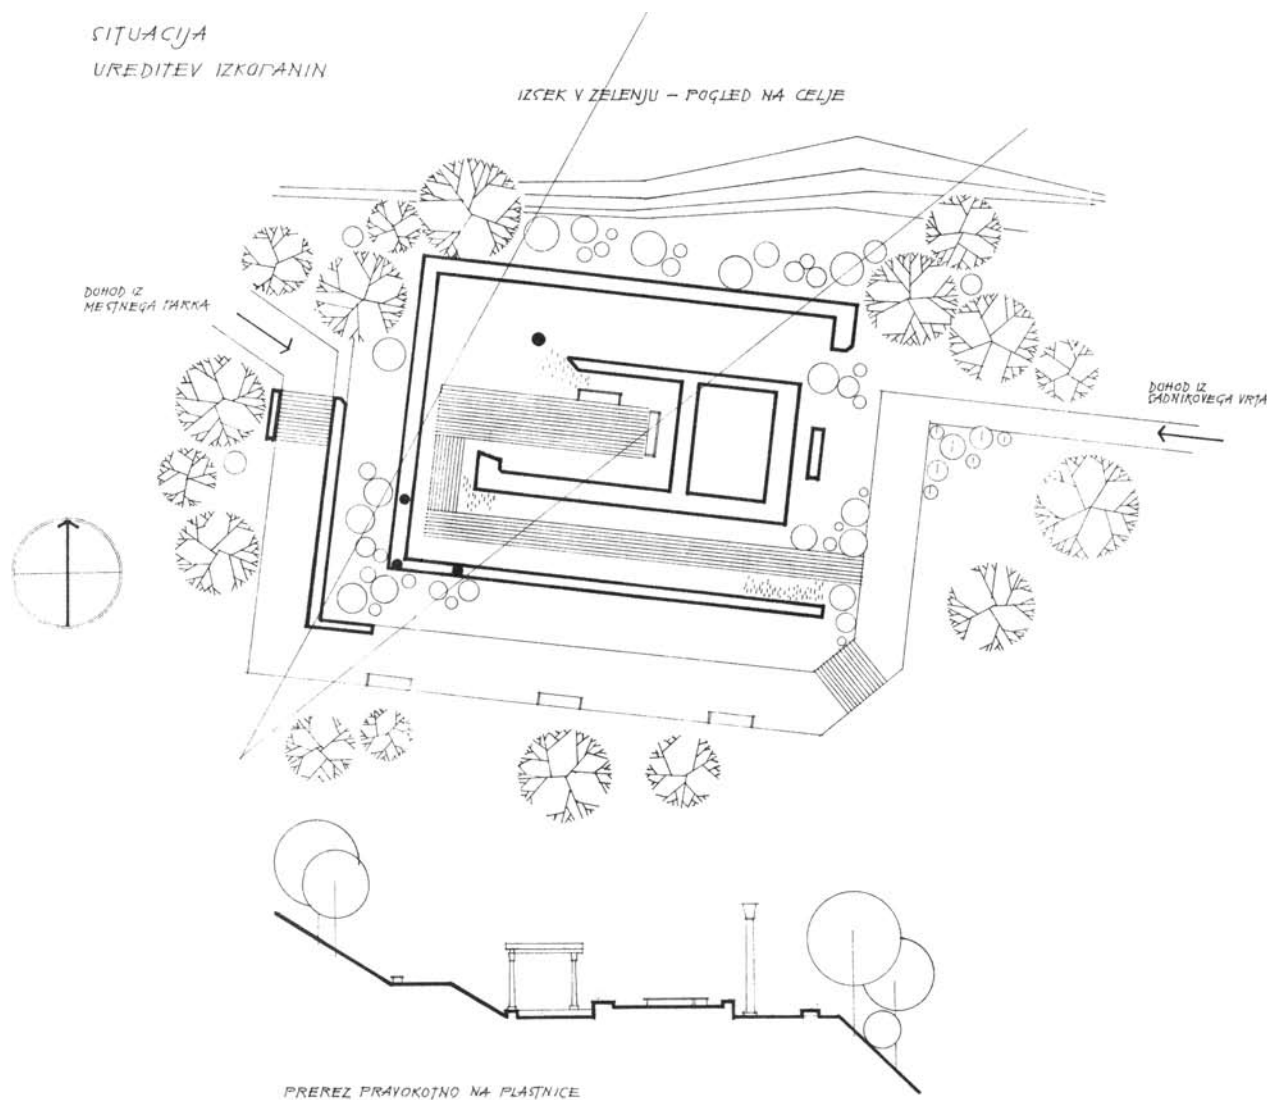 SITUACIJA
UREDITEV IZKOPANIN
IZSEK V ZELENJU – POGLED NA CELJE
DOHOD IZ
MESTNEGA PARKA
DOHOD IZ
SADNIKOVEGA VRTA
PREREZ PRAVOKOTNO NA PLASTNICE